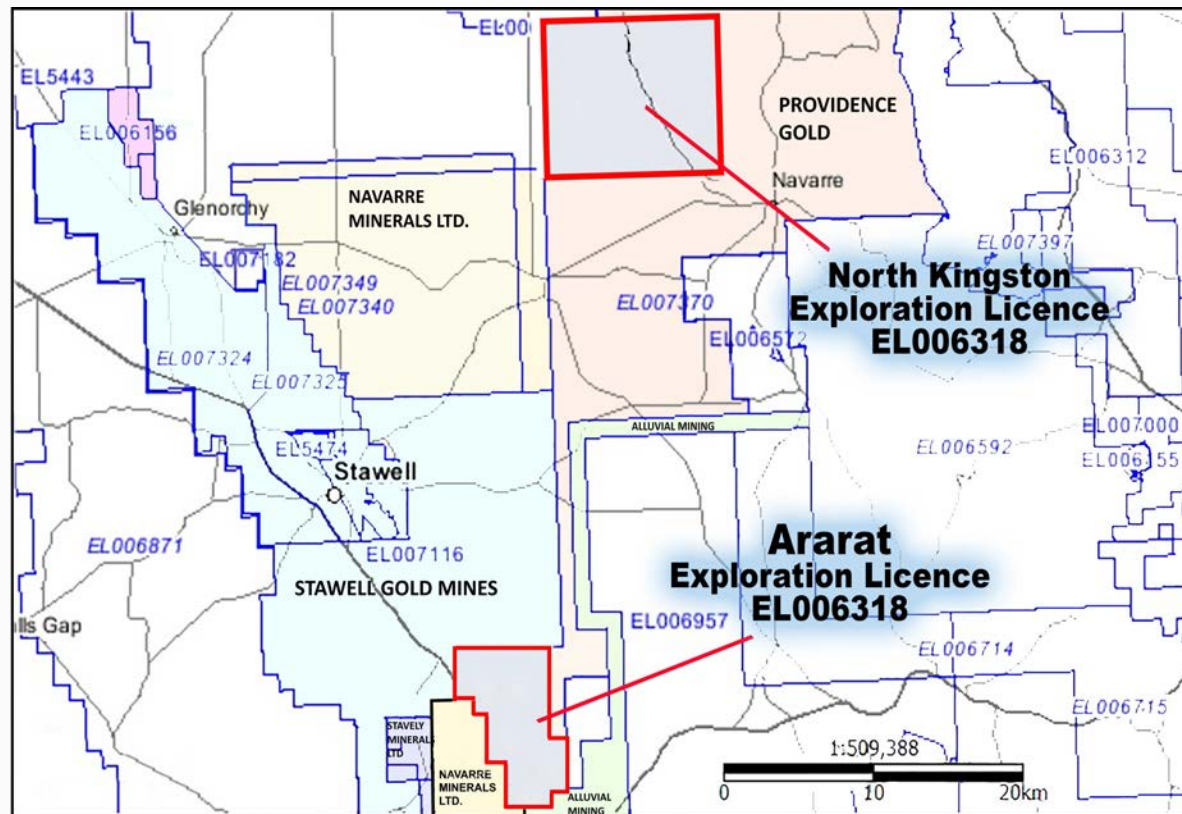 EL00
EL5443
PROVIDENCE
GOLD
EL006156
EL006312
NAVARRE
MINERALS LTD.
Navarre
Glenorchy
EL007397
EL007182
EL007349
EL007340
EL007370
North Kingston
Exploration Licence
EL006318
EL006572
EL007324
EL007325
ALLUVIAL MINING
EL007000
EL5474
EL006592
Stawell
EL006871
EL007116
Ararat
Exploration Licence
EL006318
STAWELL GOLD MINES
lls Gap
EL006957
EL006714
EL006715
STAVELY
MINERALS
LTD
NAVARRE
MINERALS
LTD.
ALLUVIAL
MINING
1:509,388
0 10 20km